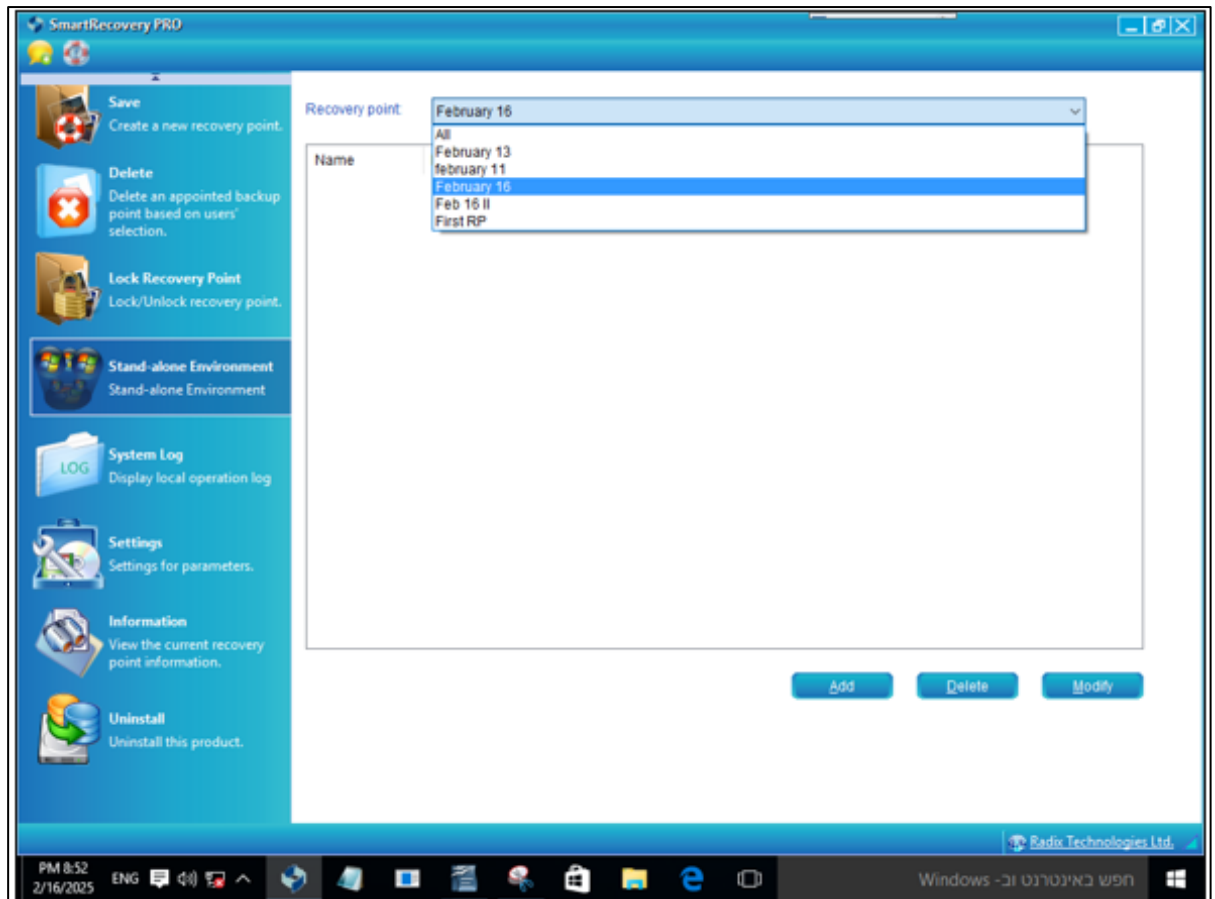 SmartRecovery PRO
Save
Create a new recovery point.
Delete
Delete an appointed backup
point based on users'
selection.
Lock Recovery Point
Lock/Unlock recovery point.
Stand-alone Environment
Stand-alone Environment
LOG
System Log
Display local operation log
Settings
Settings for parameters.
Information
View the current recovery
point information.
Uninstall
Uninstall this product.
Recovery point:
February 16
All
February 13
february 11
February 16
Feb 16 II
First RP
Name
Add
Delete
Modify
Radix Technologies Ltd.
PM 8:52
2/16/2025
ENG
חפש באינטרנט וב- Windows